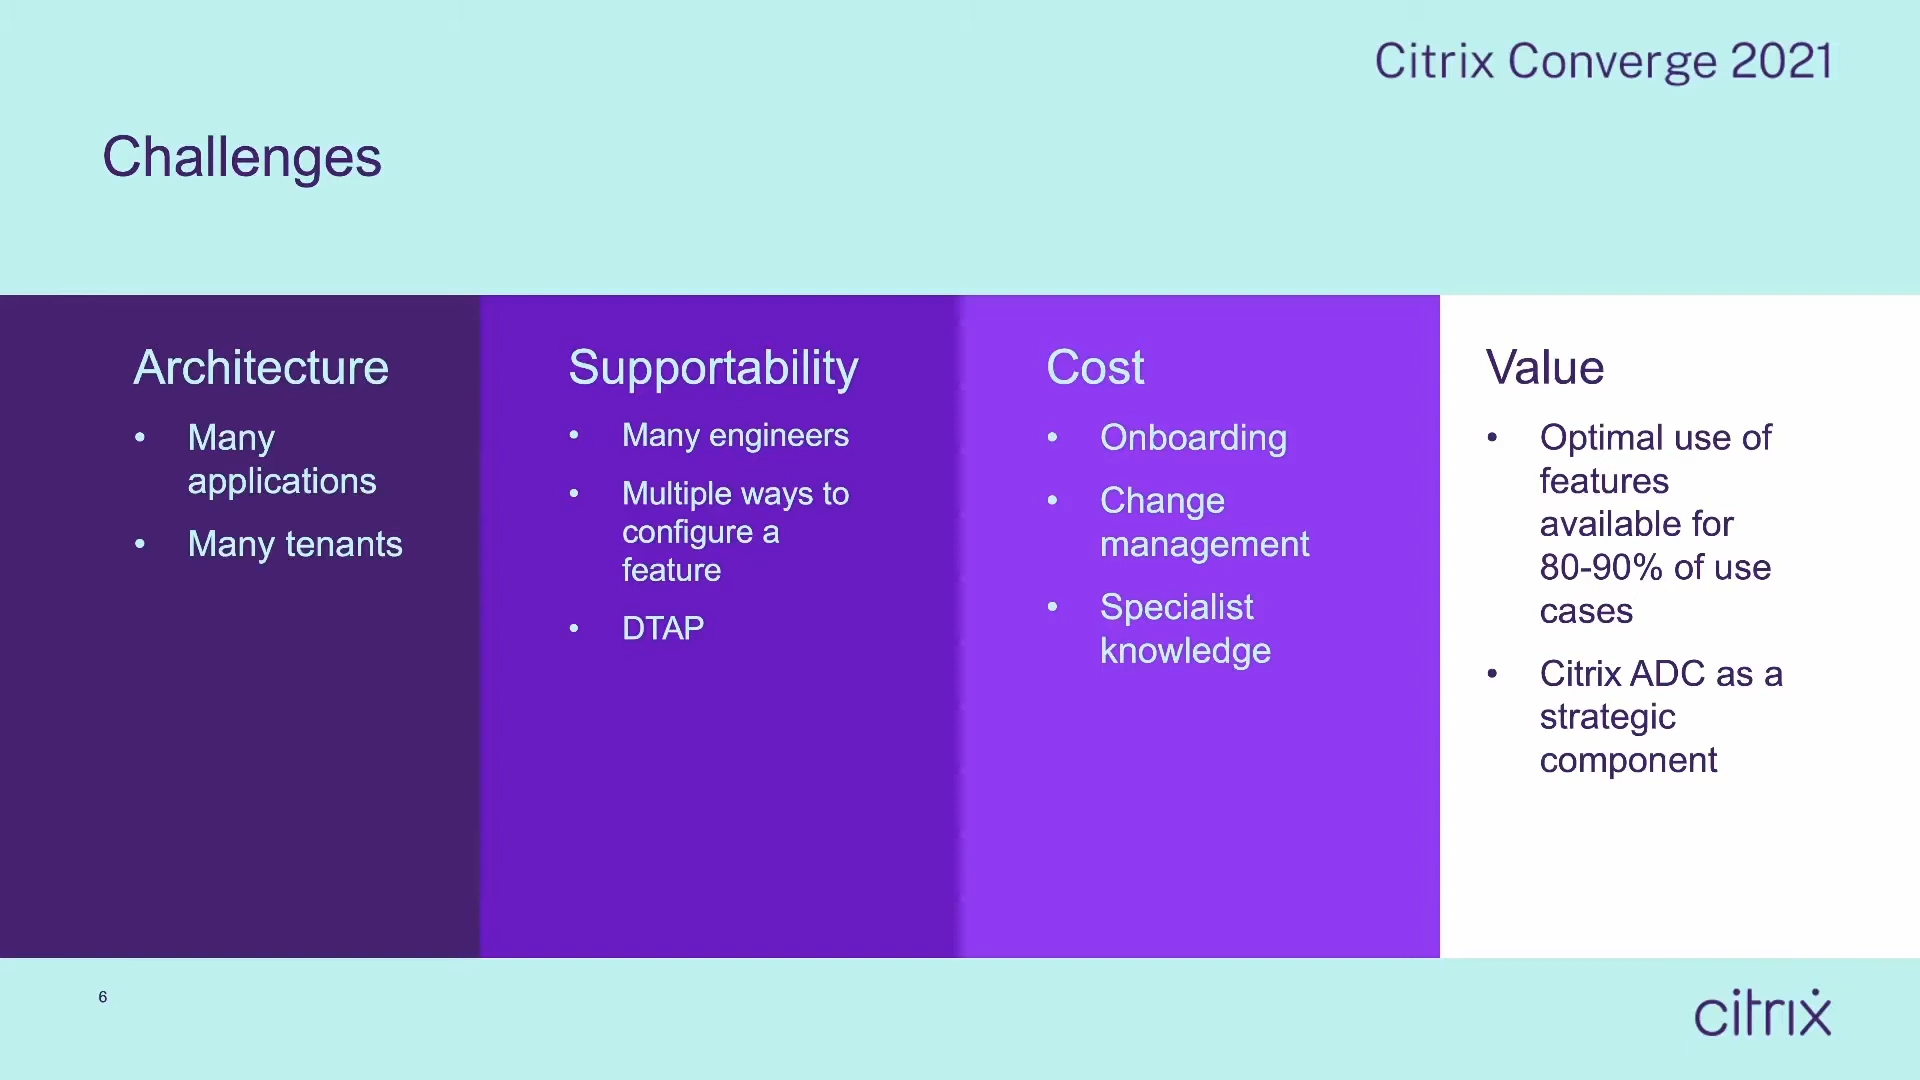 Citrix Converge 2021
Challenges
Architecture
• Many
applications
• Many tenants
Supportability
• Many engineers
• Multiple ways to
configure a
feature
• DTAP
Cost
• Onboarding
• Change
management
• Specialist
knowledge
Value
• Optimal use of
features
available for
80-90% of use
cases
• Citrix ADC as a
strategic
component
6
citrix